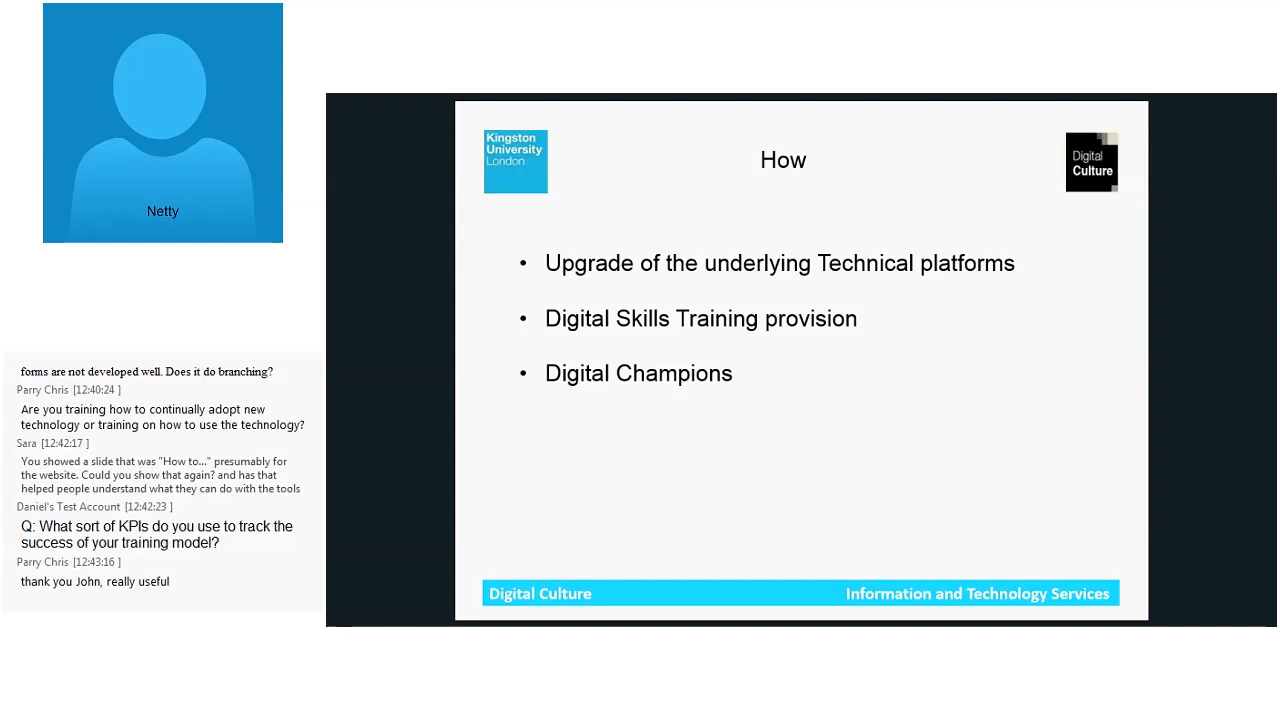 Netty
forms are not developed well. Does it do branching?
Parry Chris [12:40:24 ]
Are you training how to continually adopt new
technology or training on how to use the technology?
Sara [12:42:17 ]
You showed a slide that was "How to..." presumably for
the website. Could you show that again? and has that
helped people understand what they can do with the tools
Daniel's Test Account [12:42:23 ]
Q: What sort of KPIs do you use to track the
success of your training model?
Parry Chris [12:43:16 ]
thank you John, really useful
Kingston
University
London
How
Digital
Culture
• Upgrade of the underlying Technical platforms
• Digital Skills Training provision
• Digital Champions
Digital Culture
Information and Technology Services